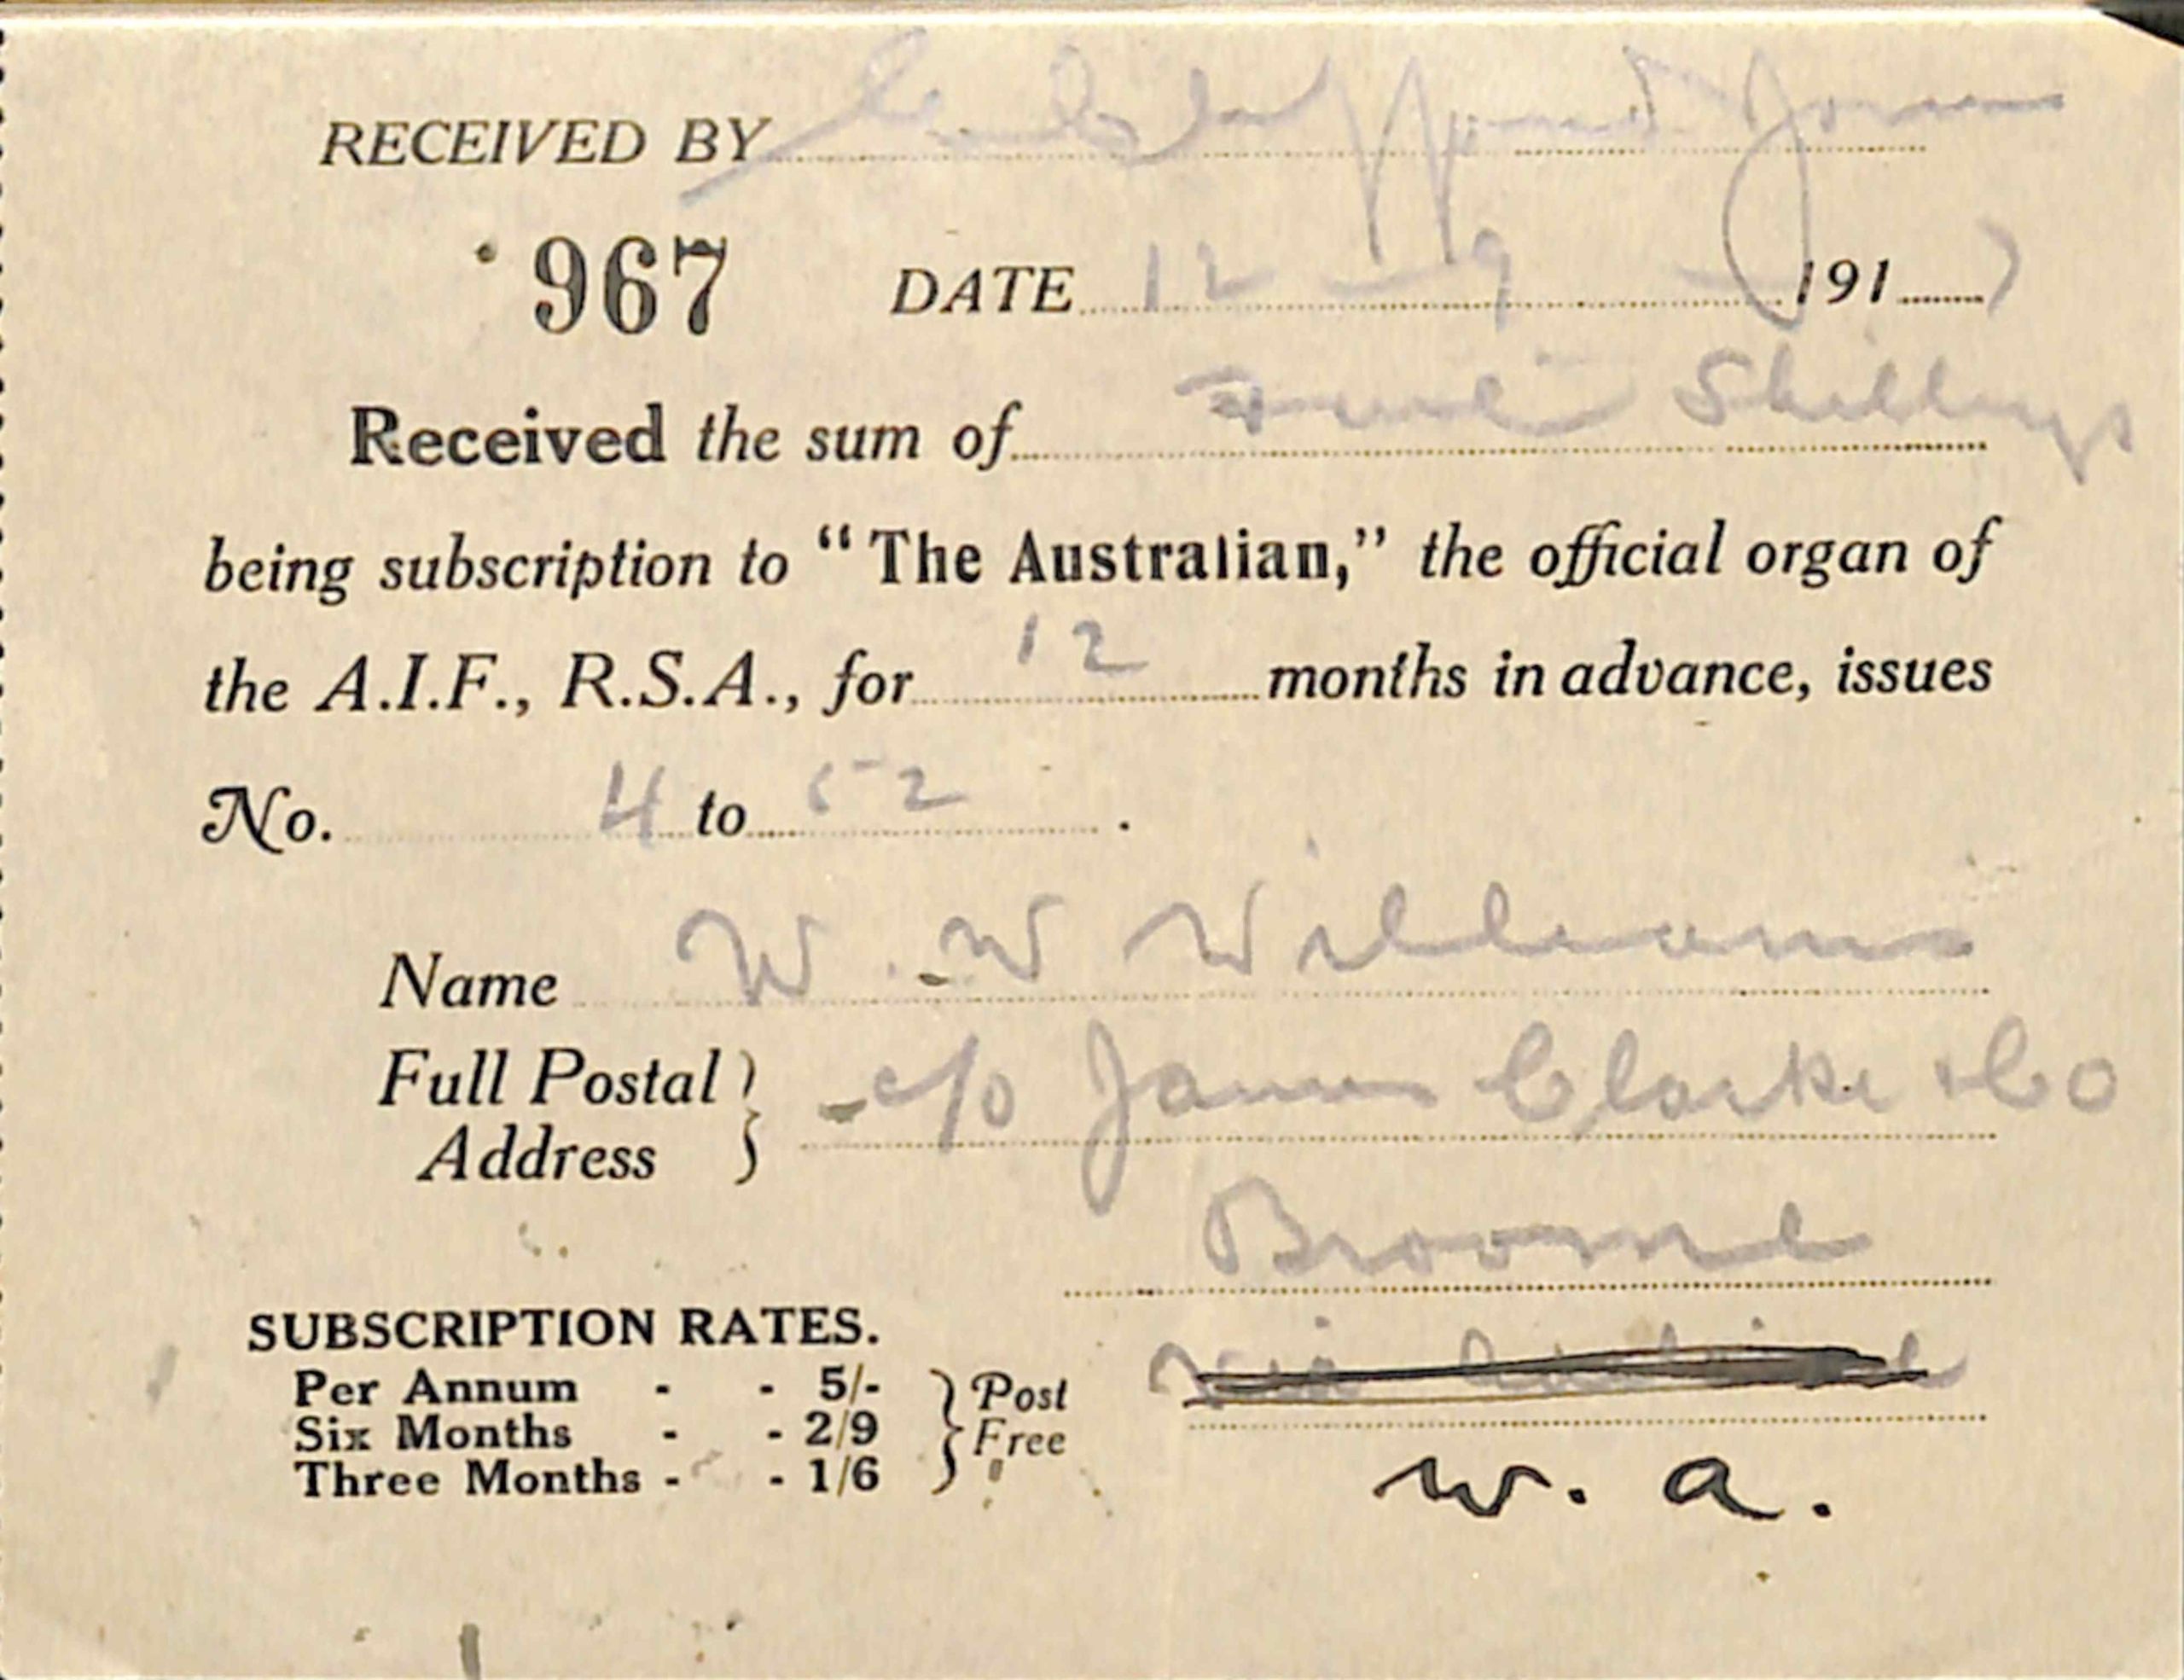 RECEIVED BY
967 DATE 12 - 9 - 1917
Received the sum of Shillings
being subscription to "The Australian," the official organ of
the A.I.F., R.S.A., for 12 months in advance, issues
No. 4 to 52.
Name W. W Williams
Full Postal Address } c/o James Clarke & Co
Broome
W. A.
SUBSCRIPTION RATES.
Per Annum - - 5/- } Post
Six Months - - 2/9 } Free
Three Months - - 1/6